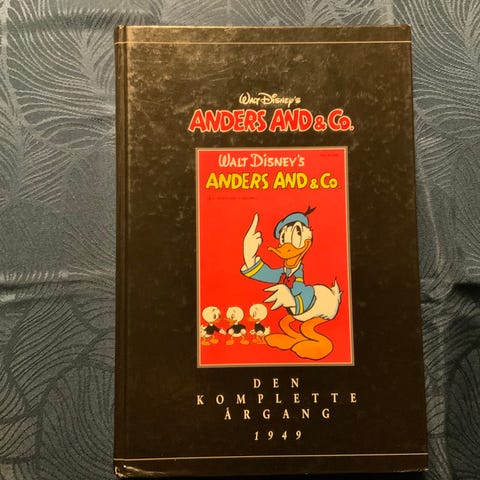 Walt Disney's
ANDERS AND & Co.
WALT DISNEY'S
ANDERS AND & Co.
DEN
KOMPLETTE
ÅRGANG
1949